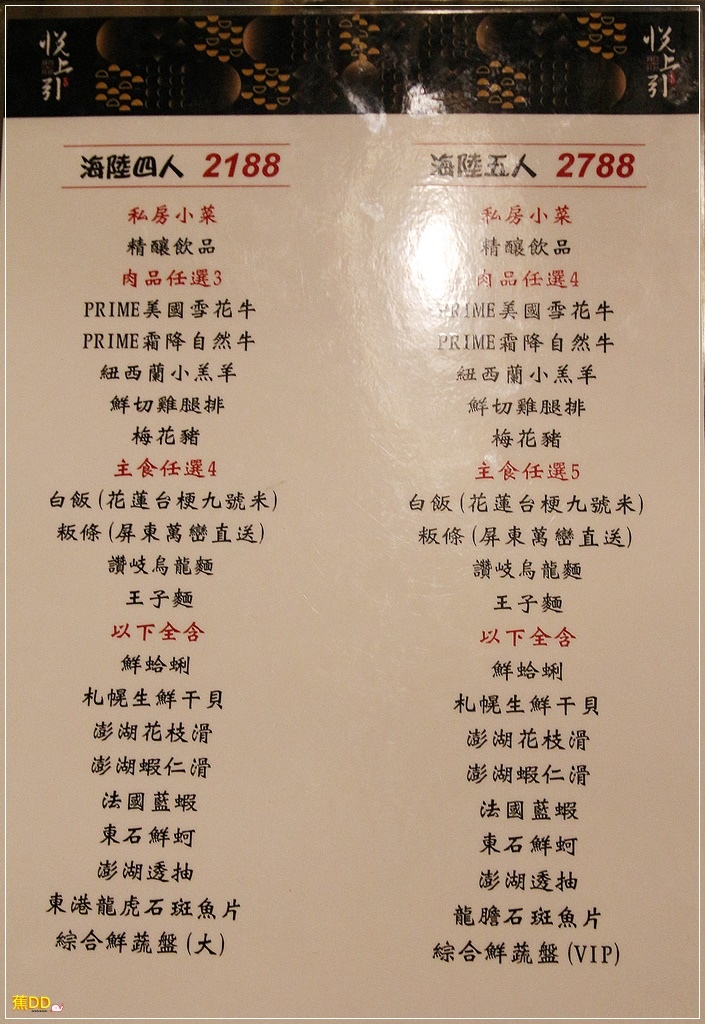 悅上引
悅上引
海陸四人 2188
私房小菜
精釀飲品
肉品任選3
PRIME美國雪花牛
PRIME霜降自然牛
紐西蘭小羔羊
鮮切雞腿排
梅花豬
主食任選4
白飯(花蓮台梗九號米)
粄條(屏東萬巒直送)
讚岐烏龍麵
王子麵
以下全含
鮮蛤蜊
札幌生鮮干貝
澎湖花枝滑
澎湖蝦仁滑
法國藍蝦
東石鮮蚵
澎湖透抽
東港龍虎石斑魚片
綜合鮮蔬盤(大)
海陸五人 2788
私房小菜
精釀飲品
肉品任選4
PRIME美國雪花牛
PRIME霜降自然牛
紐西蘭小羔羊
鮮切雞腿排
梅花豬
主食任選5
白飯(花蓮台梗九號米)
粄條(屏東萬巒直送)
讚岐烏龍麵
王子麵
以下全含
鮮蛤蜊
札幌生鮮干貝
澎湖花枝滑
澎湖蝦仁滑
法國藍蝦
東石鮮蚵
澎湖透抽
龍膽石斑魚片
綜合鮮蔬盤(VIP)
蕉DD